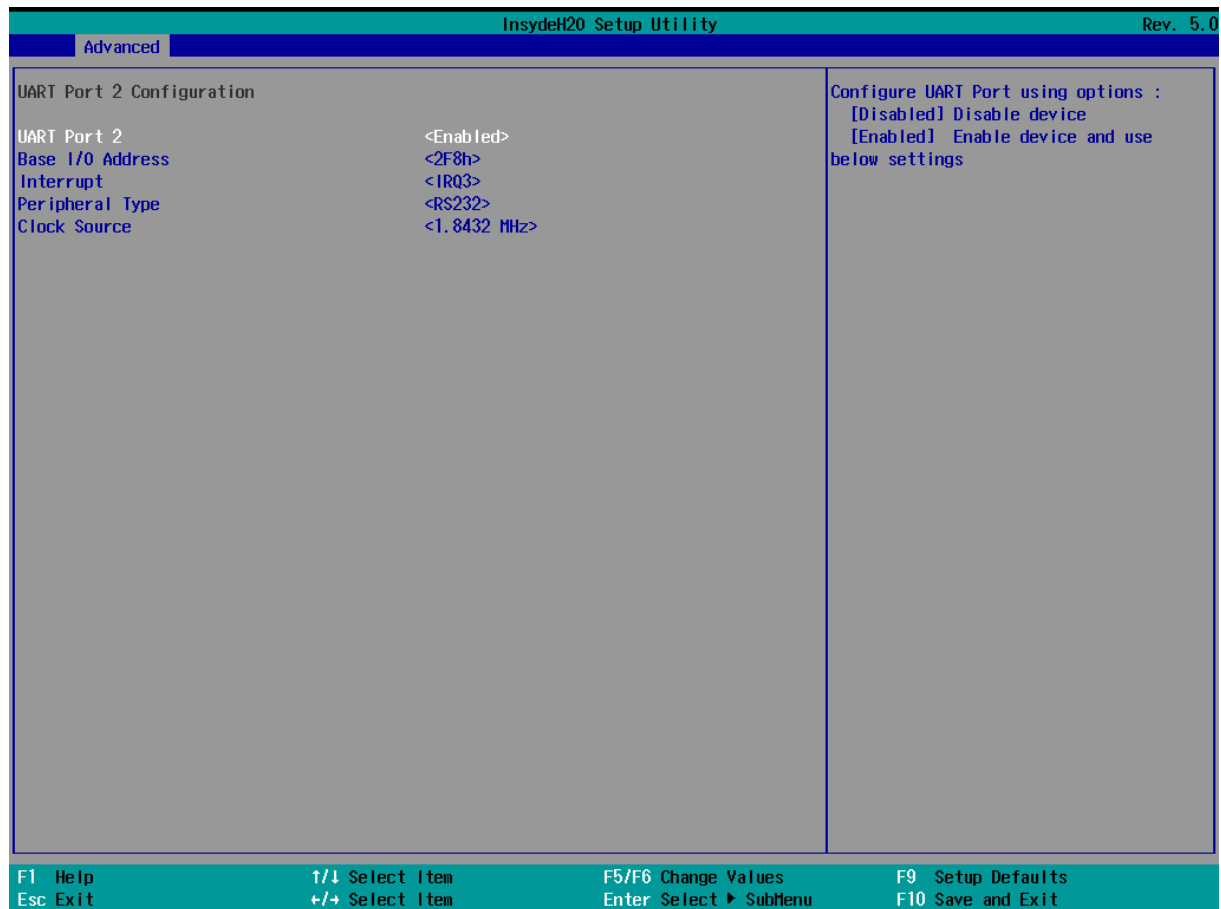 InsydeH20 Setup Utility Rev. 5.0
Advanced
UART Port 2 Configuration
UART Port 2 <Enabled>
Base I/O Address <2F8h>
Interrupt <IRQ3>
Peripheral Type <RS232>
Clock Source <1.8432 MHz>
Configure UART Port using options :
[Disabled] Disable device
[Enabled] Enable device and use
below settings
F1 Help ↑/↓ Select Item F5/F6 Change Values F9 Setup Defaults
Esc Exit ←/→ Select Item Enter Select ▶ SubMenu F10 Save and Exit